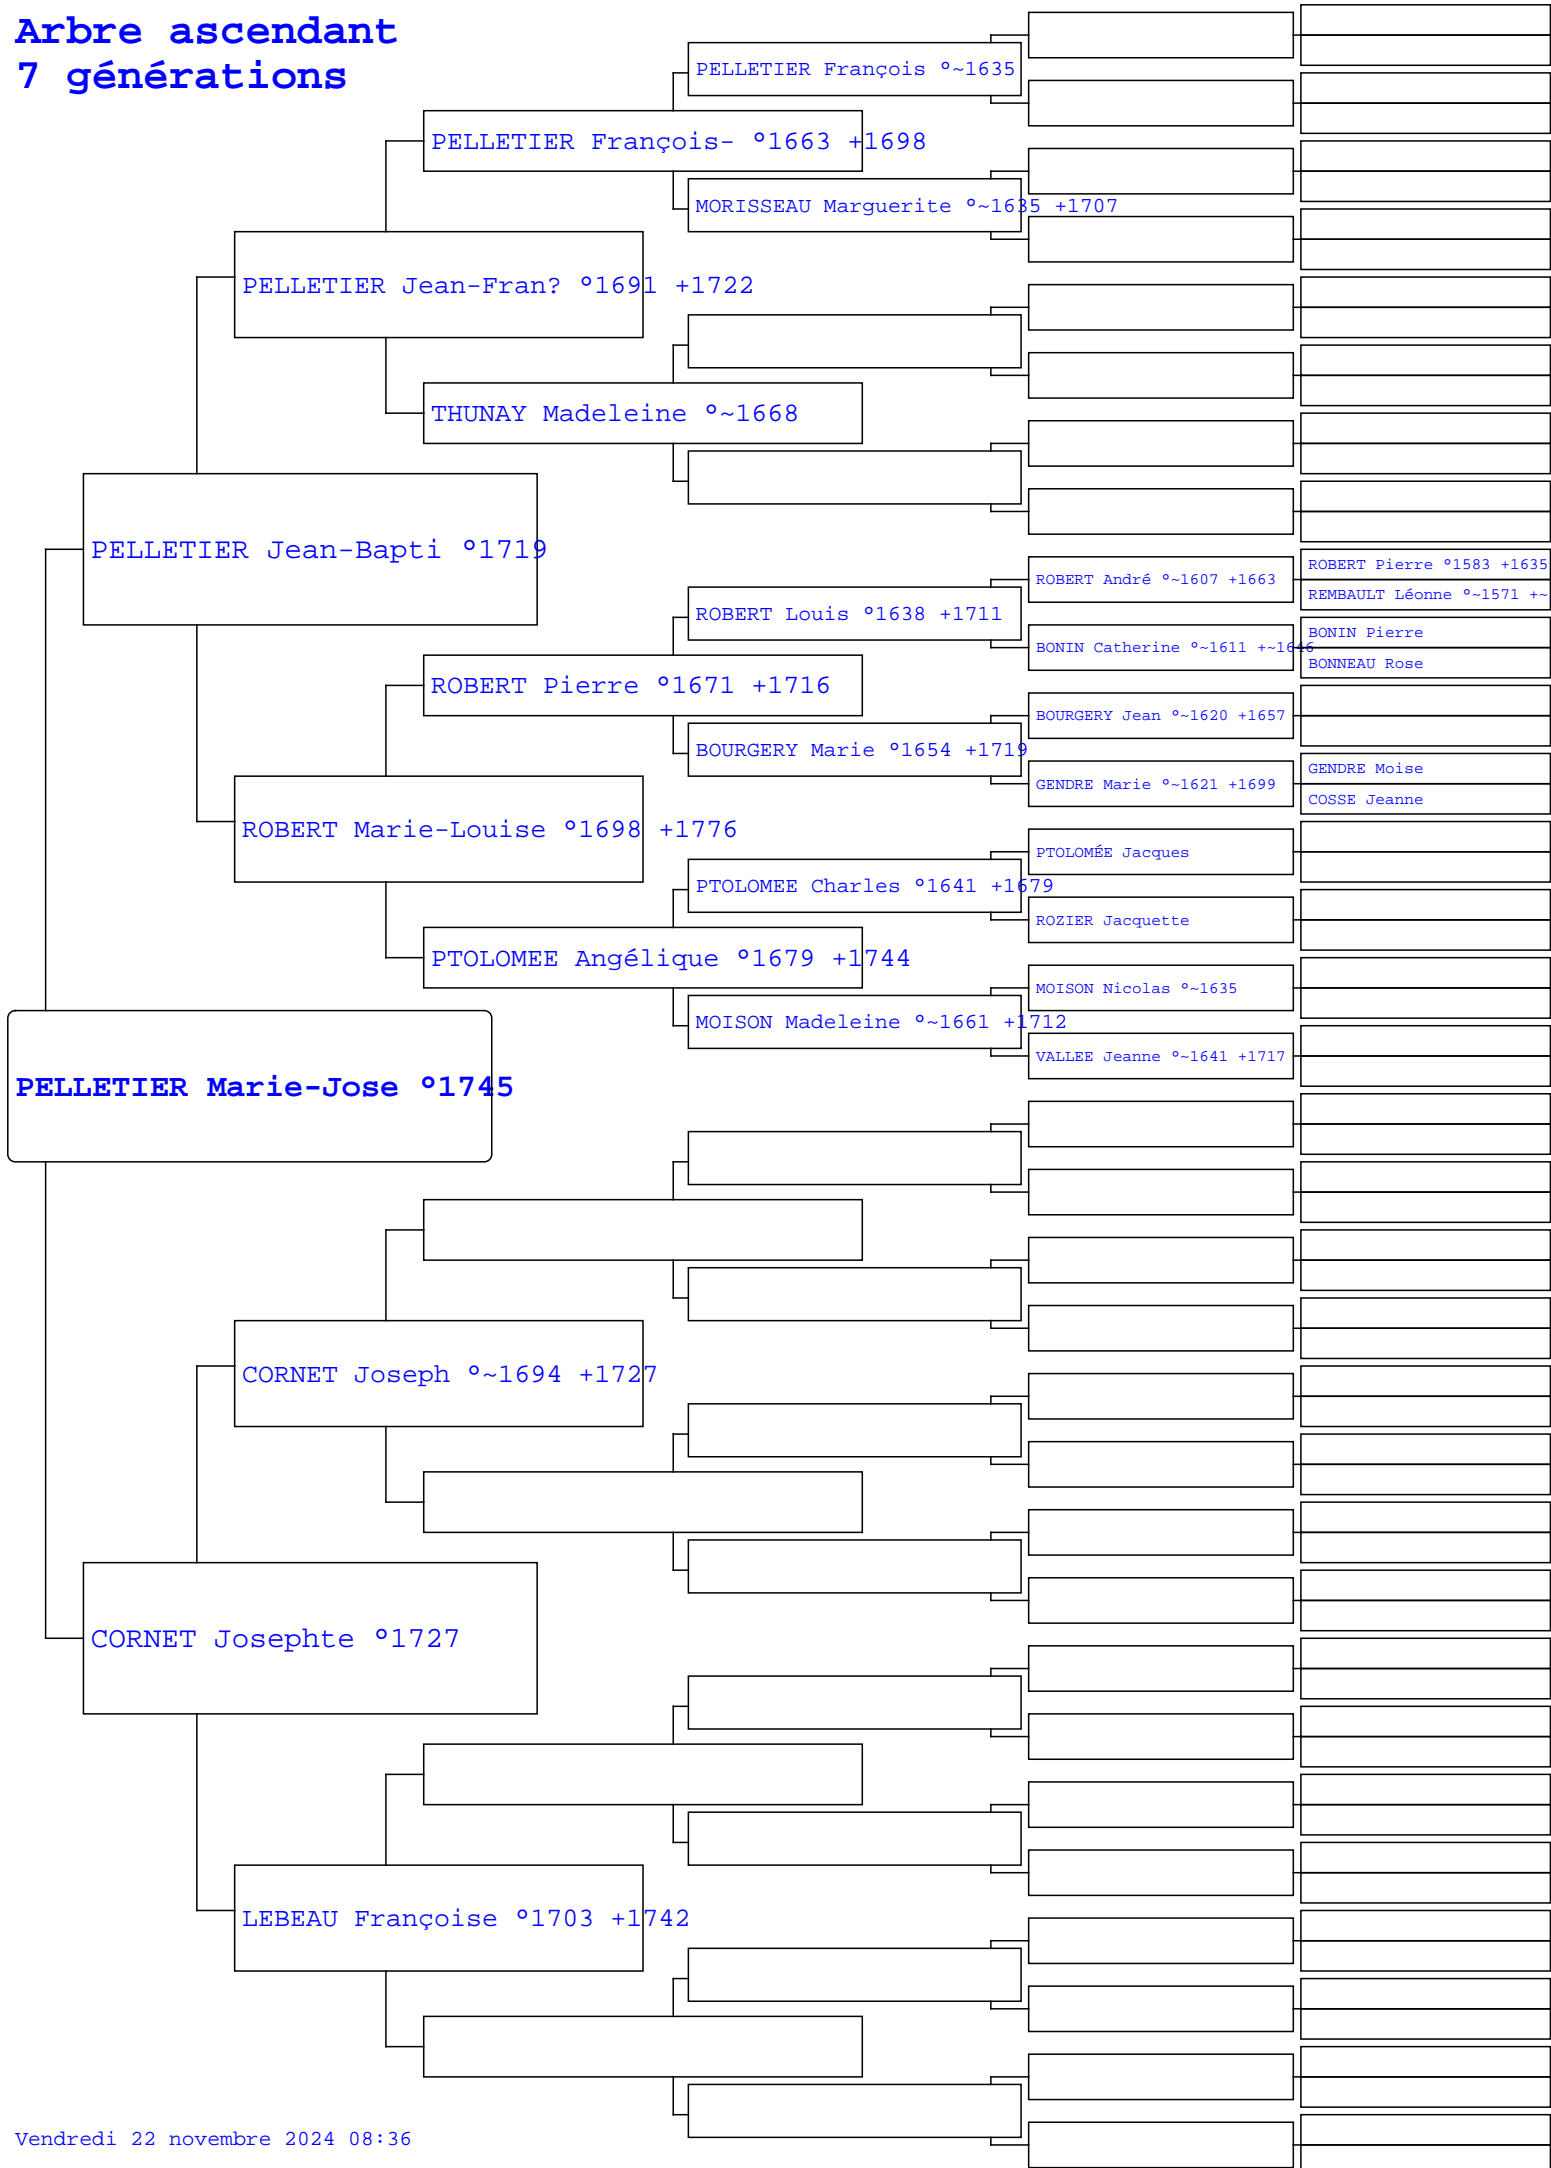 Arbre ascendant
7 générations
PELLETIER François °~1635
PELLETIER François- °1663 +1698
MORISSEAU Marguerite °~1635 +1707
PELLETIER Jean-Fran? °1691 +1722
THUNAY Madeleine °~1668
PELLETIER Jean-Bapti °1719
ROBERT Pierre °1583 +1635
ROBERT André °~1607 +1663
REMBAULT Léonne °~1571 +~
ROBERT Louis °1638 +1711
BONIN Pierre
BONIN Catherine °~1611 +~1646
BONNEAU Rose
ROBERT Pierre °1671 +1716
BOURGERY Jean °~1620 +1657
BOURGERY Marie °1654 +1719
GENDRE Moise
GENDRE Marie °~1621 +1699
COSSE Jeanne
ROBERT Marie-Louise °1698 +1776
PTOLOMÉE Jacques
PTOLOMEE Charles °1641 +1679
ROZIER Jacquette
PTOLOMEE Angélique °1679 +1744
MOISON Nicolas °~1635
MOISON Madeleine °~1661 +1712
VALLEE Jeanne °~1641 +1717
PELLETIER Marie-Jose °1745
CORNET Joseph °~1694 +1727
CORNET Josephte °1727
LEBEAU Françoise °1703 +1742
Vendredi 22 novembre 2024 08:36